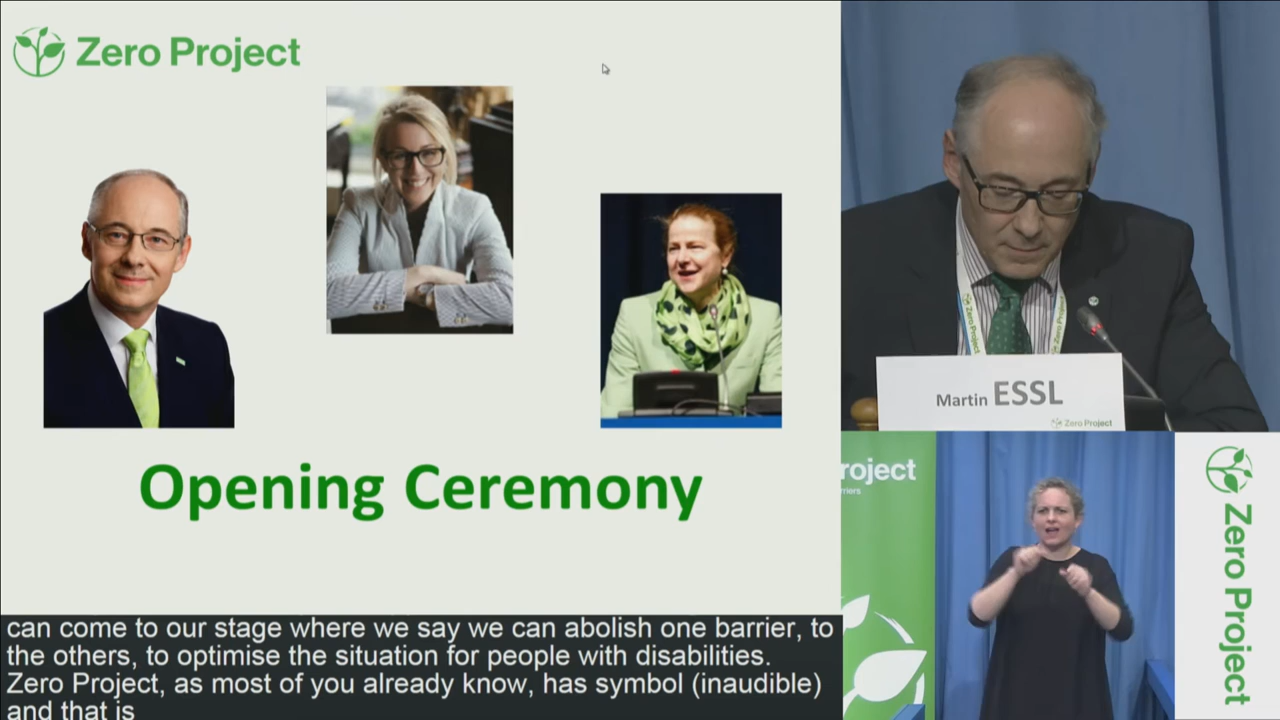 Zero Project
Opening Ceremony
can come to our stage where we say we can abolish one barrier, to
the others, to optimise the situation for people with disabilities.
Zero Project, as most of you already know, has symbol (inaudible)
and that is
Zero Project
Martin ESSL
Zero Project
roject
rriers
Zero Project